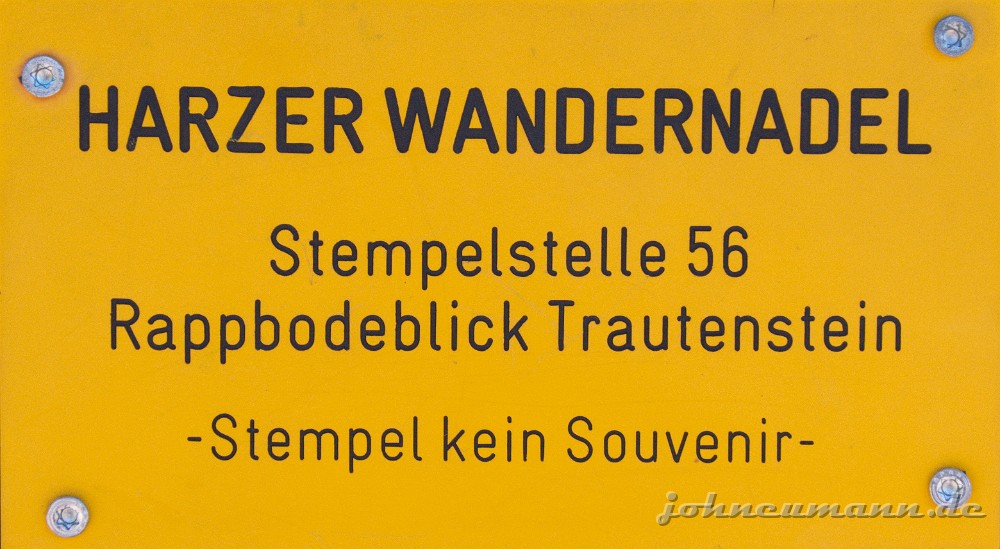 HARZER WANDERNADEL
Stempelstelle 56
Rappbodeblick Trautenstein
-Stempel kein Souvenir-
johneumann.de